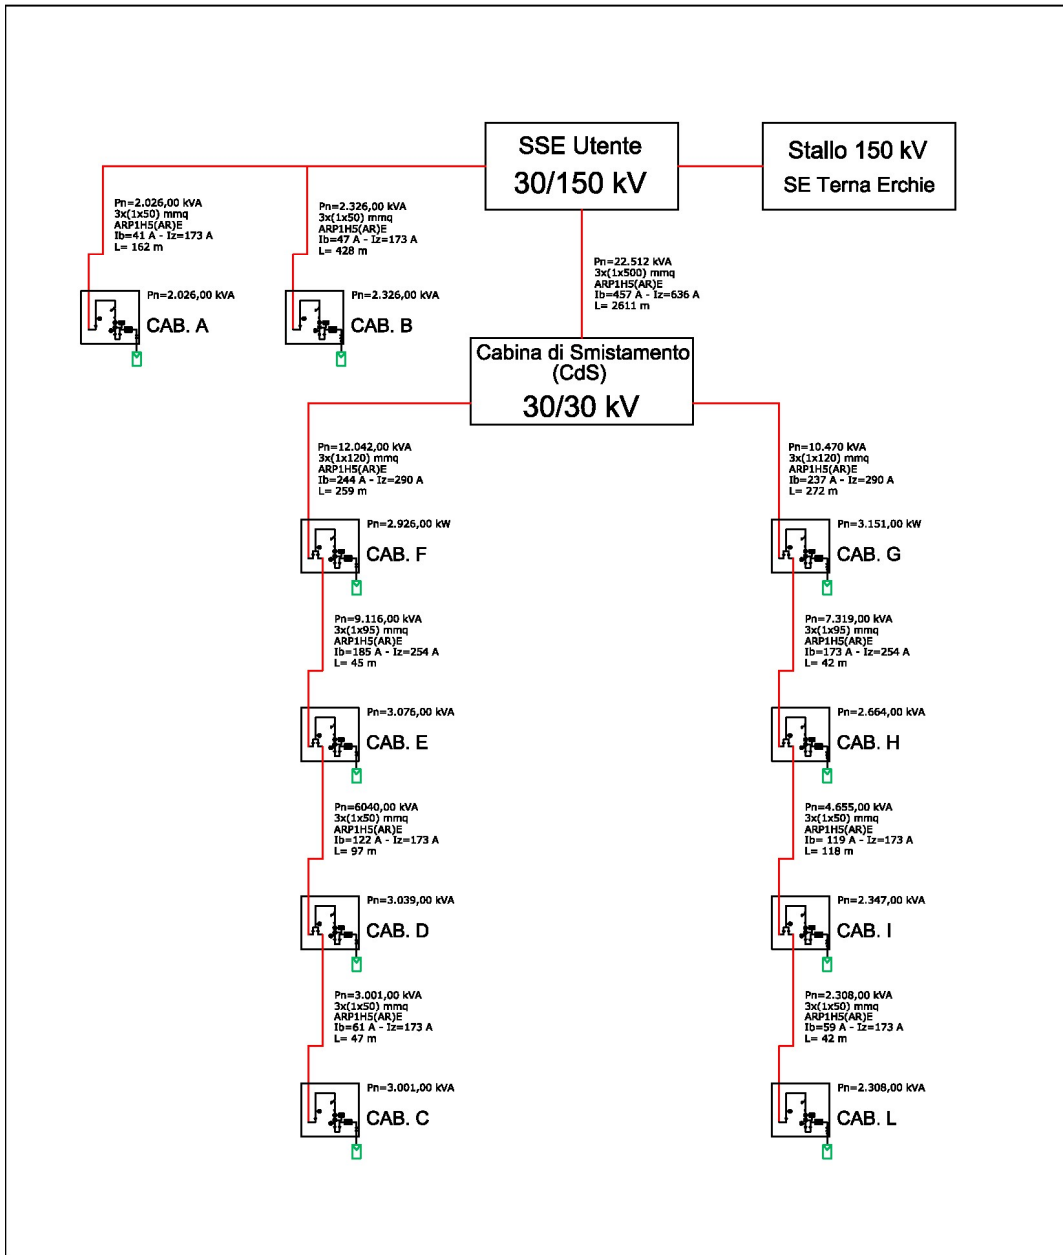 SSE Utente
30/150 kV
Stallo 150 kV
SE Terna Erchie
Pn=2.026,00 kVA
3x(1x50) mmq
ARP1H5(AR)E
Ib=41 A - Iz=173 A
L= 162 m
Pn=2.326,00 kVA
3x(1x50) mmq
ARP1H5(AR)E
Ib=47 A - Iz=173 A
L= 428 m
Pn=22.512 kVA
3x(1x500) mmq
ARP1H5(AR)E
Ib=457 A - Iz=636 A
L= 2611 m
Pn=2.026,00 kVA
CAB. A
Pn=2.326,00 kVA
CAB. B
Cabina di Smistamento
(CdS)
30/30 kV
Pn=12.042,00 kVA
3x(1x120) mmq
ARP1H5(AR)E
Ib=244 A - Iz=290 A
L= 259 m
Pn=10.470 kVA
3x(1x120) mmq
ARP1H5(AR)E
Ib=237 A - Iz=290 A
L= 272 m
Pn=2.926,00 kW
CAB. F
Pn=3.151,00 kW
CAB. G
Pn=9.116,00 kVA
3x(1x95) mmq
ARP1H5(AR)E
Ib=185 A - Iz=254 A
L= 45 m
Pn=7.319,00 kVA
3x(1x95) mmq
ARP1H5(AR)E
Ib=173 A - Iz=254 A
L= 42 m
Pn=3.076,00 kVA
CAB. E
Pn=2.664,00 kVA
CAB. H
Pn=6040,00 kVA
3x(1x50) mmq
ARP1H5(AR)E
Ib=122 A - Iz=173 A
L= 97 m
Pn=4.655,00 kVA
3x(1x50) mmq
ARP1H5(AR)E
Ib= 119 A - Iz=173 A
L= 118 m
Pn=3.039,00 kVA
CAB. D
Pn=2.347,00 kVA
CAB. I
Pn=3.001,00 kVA
3x(1x50) mmq
ARP1H5(AR)E
Ib=61 A - Iz=173 A
L= 47 m
Pn=2.308,00 kVA
3x(1x50) mmq
ARP1H5(AR)E
Ib=59 A - Iz=173 A
L= 42 m
Pn=3.001,00 kVA
CAB. C
Pn=2.308,00 kVA
CAB. L